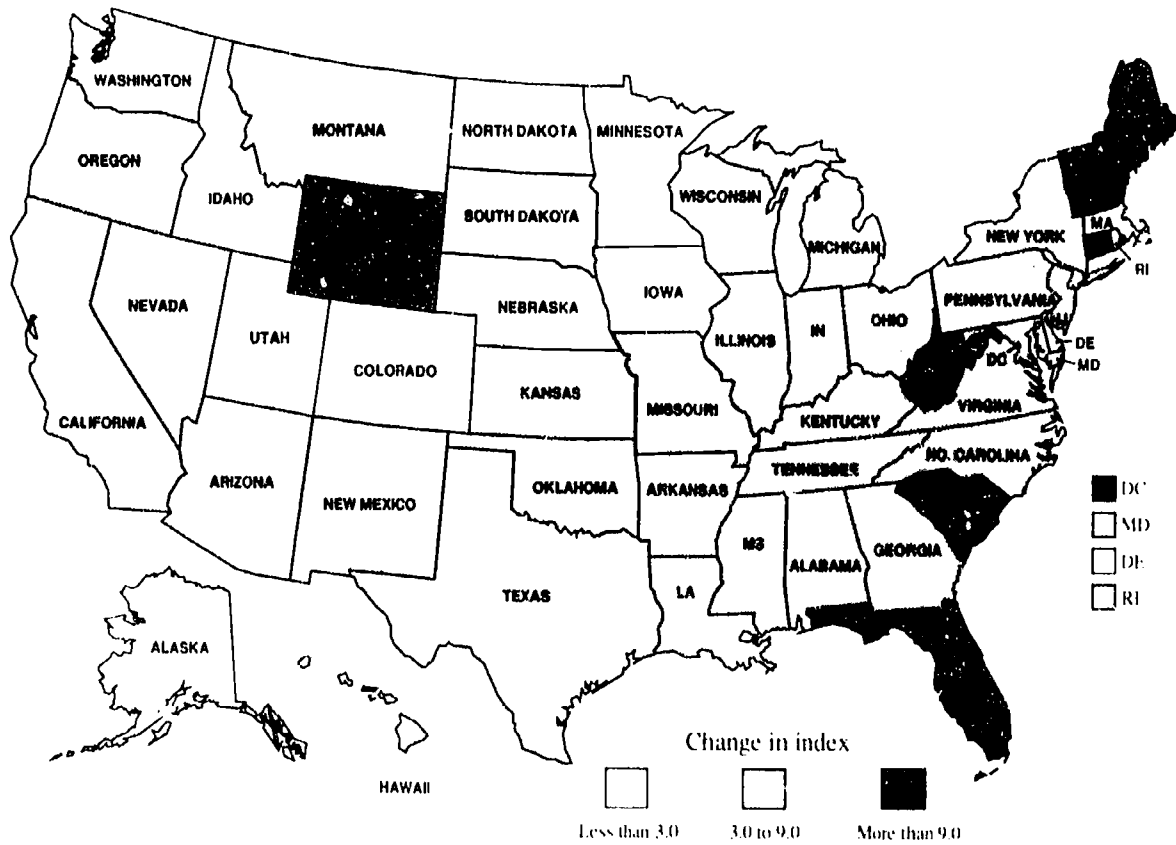 WASHINGTON
MONTANA
NORTH DAKOTA
MINNESOTA
OREGON
IDAHO
SOUTH DAKOYA
WISCONSIN
MICHIGAN
NEW YORK
MA
RI
NEVADA
UTAH
COLORADO
NEBRASKA
IOWA
ILLINOIS
IN
OHIO
PENNSYLVANIA
NJ
DE
MD
DC
CALIFORNIA
KANSAS
MISSOURI
KENTUCKY
VIRGINIA
ARIZONA
NEW MEXICO
OKLAHOMA
ARKANSAS
TENNESSEE
NO. CAROLINA
TEXAS
LA
MS
ALABAMA
GEORGIA
DC
MD
DE
RI
ALASKA
HAWAII
Change in index
Less than 3.0
3.0 to 9.0
More than 9.0